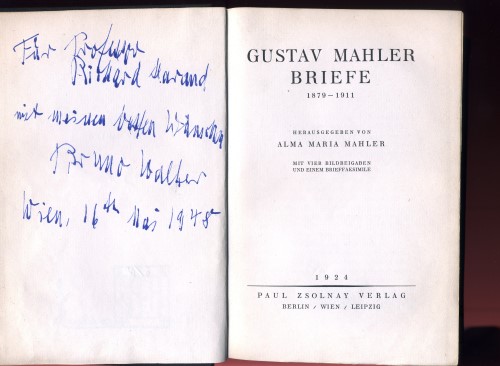 Für Professor
Richard Marand
mit meinen besten Wünschen
Bruno Walter
Wien, 16th Mai 1948
GUSTAV MAHLER
BRIEFE
1879–1911
HERAUSGEGEBEN VON
ALMA MARIA MAHLER
MIT VIER BILDBEIGABEN
UND EINEM BRIEFFAKSIMILE
1924
PAUL ZSOLNAY VERLAG
BERLIN / WIEN / LEIPZIG